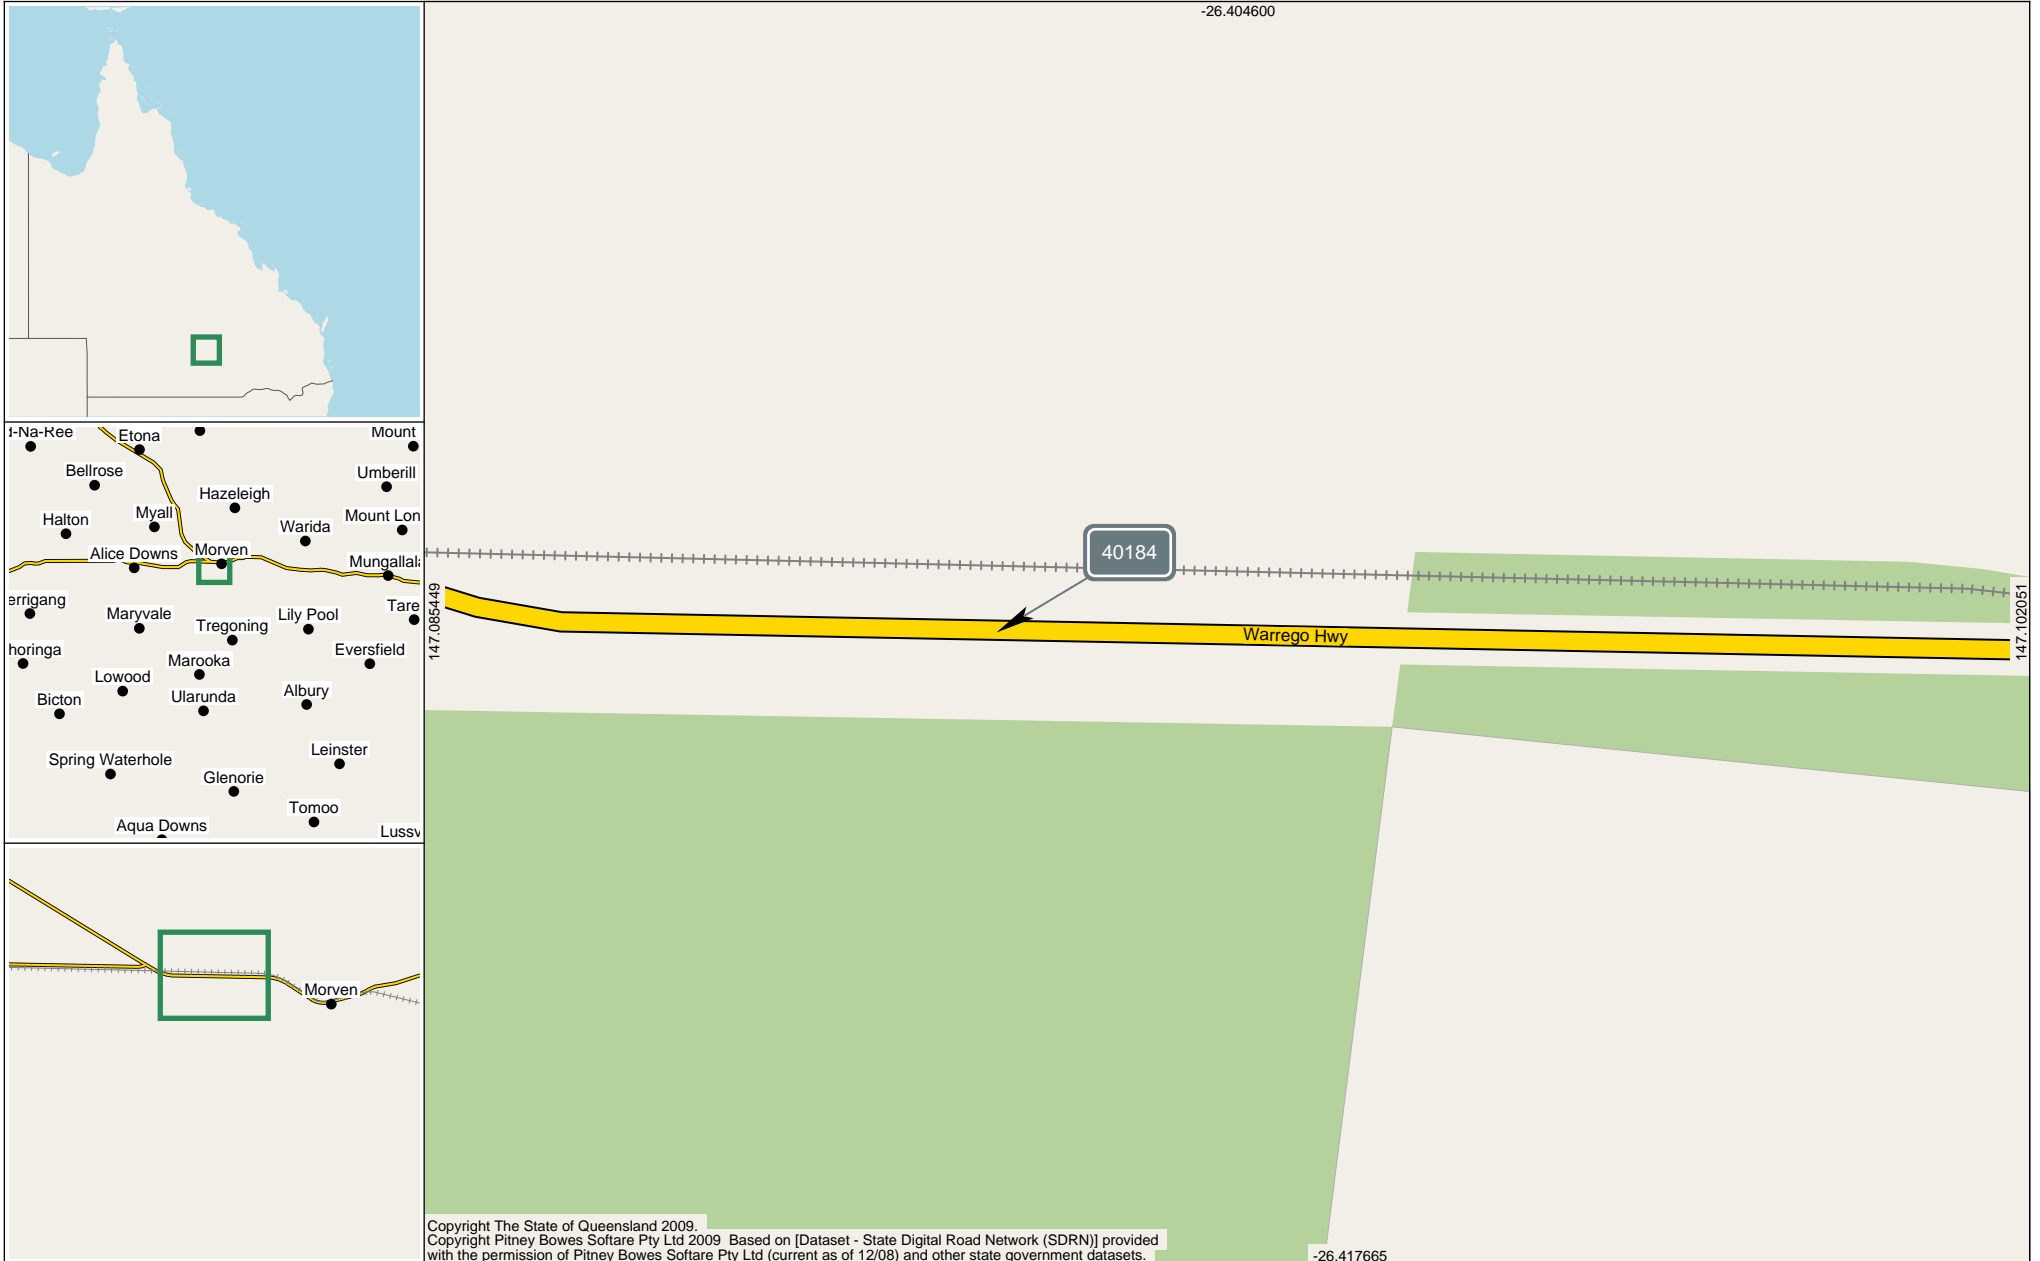 -26.404600
d-Na-Ree
Etona
Mount
Bellrose
Umberill
Hazeleigh
Halton
Myall
Warida
Mount Lon
Alice Downs
Morven
Mungallala
errigang
Maryvale
Lily Pool
Tare
Tregoning
horinga
Marooka
Eversfield
Lowood
Bicton
Ularunda
Albury
Spring Waterhole
Leinster
Glenorie
Tomoo
Aqua Downs
Lussv
Morven
40184
147.085449
Warrego Hwy
147.102051
Copyright The State of Queensland 2009.
Copyright Pitney Bowes Softare Pty Ltd 2009 Based on [Dataset - State Digital Road Network (SDRN)] provided
with the permission of Pitney Bowes Softare Pty Ltd (current as of 12/08) and other state government datasets.
-26.417665